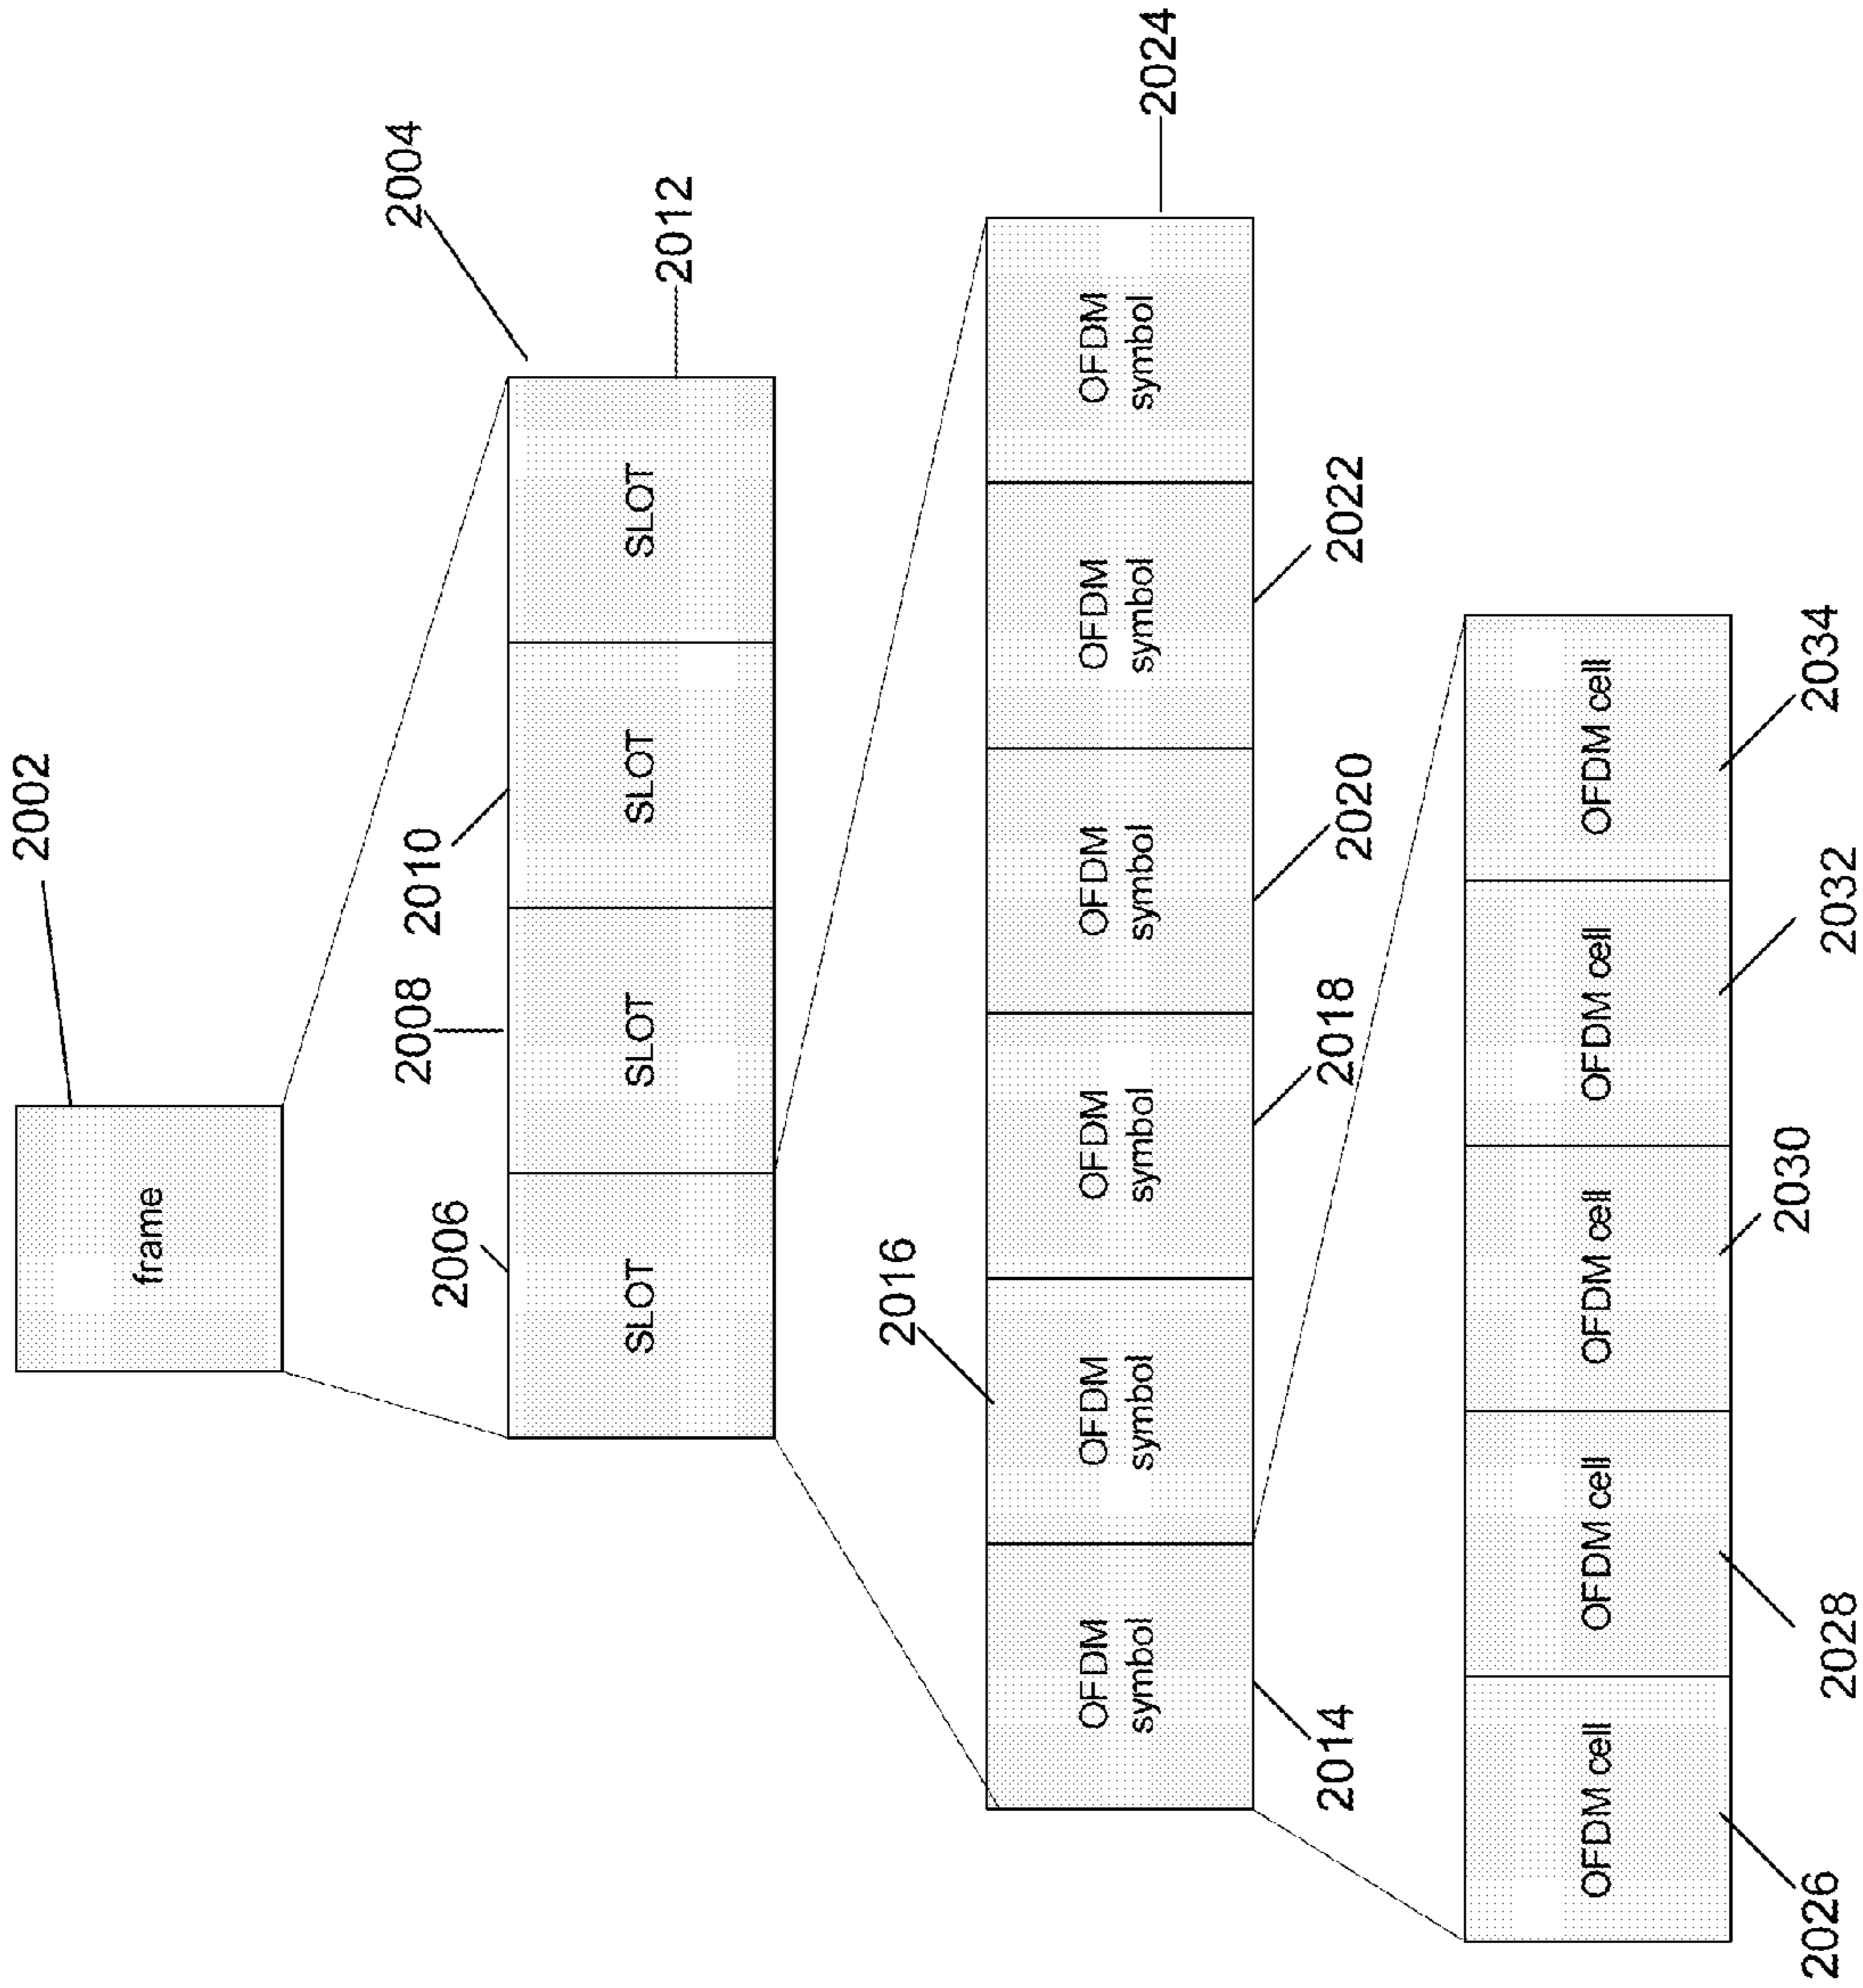 2002
frame
2004
2006
2008
2010
2012
SLOT
SLOT
SLOT
SLOT
2016
2024
OFDM
symbol
OFDM
symbol
OFDM
symbol
OFDM
symbol
OFDM
symbol
OFDM
symbol
2014
2018
2020
2022
OFDM cell
OFDM cell
OFDM cell
OFDM cell
OFDM cell
2026
2028
2030
2032
2034